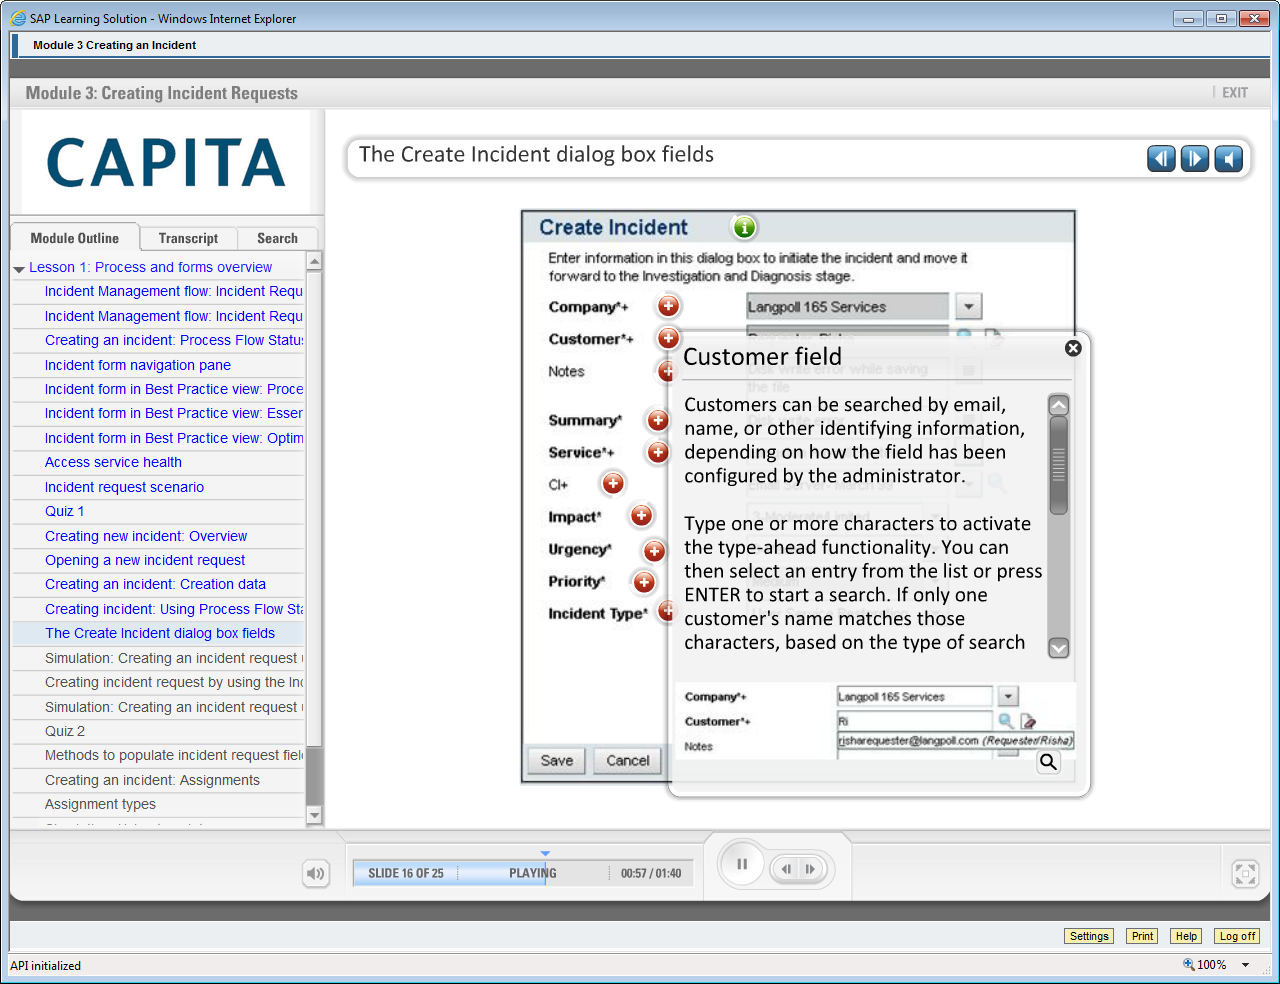 SAP Learning Solution - Windows Internet Explorer
Module 3 Creating an Incident
Module 3: Creating Incident Requests
EXIT
CAPITA
Module Outline
Transcript
Search
Lesson 1: Process and forms overview
Incident Management flow: Incident Requ
Incident Management flow: Incident Requ
Creating an incident: Process Flow Status
Incident form navigation pane
Incident form in Best Practice view: Proce
Incident form in Best Practice view: Esser
Incident form in Best Practice view: Optim
Access service health
Incident request scenario
Quiz 1
Creating new incident: Overview
Opening a new incident request
Creating an incident: Creation data
Creating incident: Using Process Flow Sta
The Create Incident dialog box fields
Simulation: Creating an incident request u
Creating incident request by using the Inc
Simulation: Creating an incident request u
Quiz 2
Methods to populate incident request field
Creating an incident: Assignments
Assignment types
The Create Incident dialog box fields
Create Incident
Enter information in this dialog box to initiate the incident and move it
forward to the Investigation and Diagnosis stage.
Company*+
Langpoll 165 Services
Customer*+
Notes
Disk write error while saving
the file
Summary*
Service*+
CI+
Impact*
Urgency*
Priority*
Incident Type*
Save
Cancel
Customer field
Customers can be searched by email,
name, or other identifying information,
depending on how the field has been
configured by the administrator.
Type one or more characters to activate
the type-ahead functionality. You can
then select an entry from the list or press
ENTER to start a search. If only one
customer's name matches those
characters, based on the type of search
Company*+
Langpoll 165 Services
Customer*+
Ri
Notes
risharequester@langpoll.com (Requester/Risha)
SLIDE 16 OF 25
PLAYING
00:57 / 01:40
Settings
Print
Help
Log off
API initialized
100%